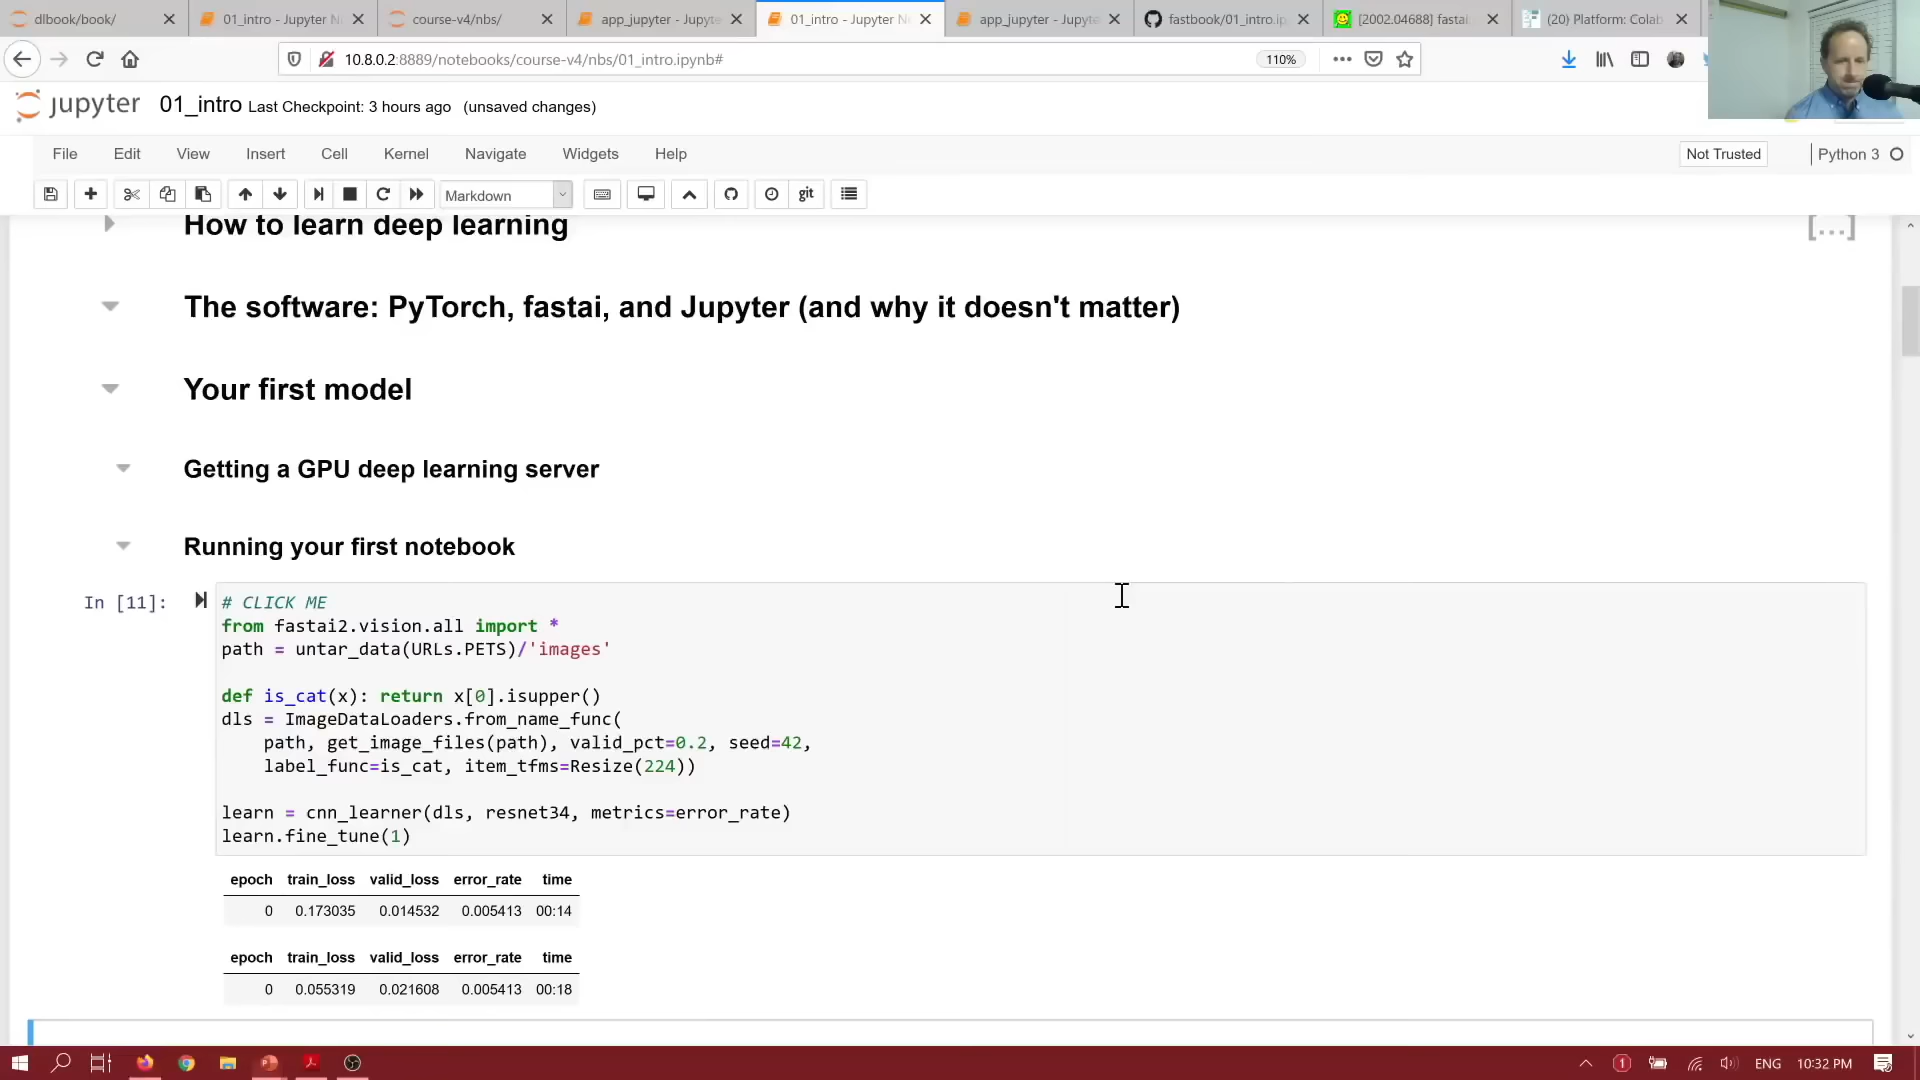 dlbook/book/
01_intro - Jupyter N
course-v4/nbs/
app_jupyter - Jupyte
01_intro - Jupyter N
app_jupyter - Jupyte
fastbook/01_intro.ip
[2002.04688] fastai
(20) Platform: Colab
10.8.0.2:8889/notebooks/course-v4/nbs/01_intro.ipynb#
110%
jupyter 01_intro Last Checkpoint: 3 hours ago (unsaved changes)
File Edit View Insert Cell Kernel Navigate Widgets Help
Not Trusted
Python 3
Markdown
git
How to learn deep learning
[...]
The software: PyTorch, fastai, and Jupyter (and why it doesn't matter)
Your first model
Getting a GPU deep learning server
Running your first notebook
In [11]:
# CLICK ME
from fastai2.vision.all import *
path = untar_data(URLs.PETS)/'images'
def is_cat(x): return x[0].isupper()
dls = ImageDataLoaders.from_name_func(
path, get_image_files(path), valid_pct=0.2, seed=42,
label_func=is_cat, item_tfms=Resize(224))
learn = cnn_learner(dls, resnet34, metrics=error_rate)
learn.fine_tune(1)
epoch train_loss valid_loss error_rate time
0 0.173035 0.014532 0.005413 00:14
epoch train_loss valid_loss error_rate time
0 0.055319 0.021608 0.005413 00:18
1
ENG
10:32 PM